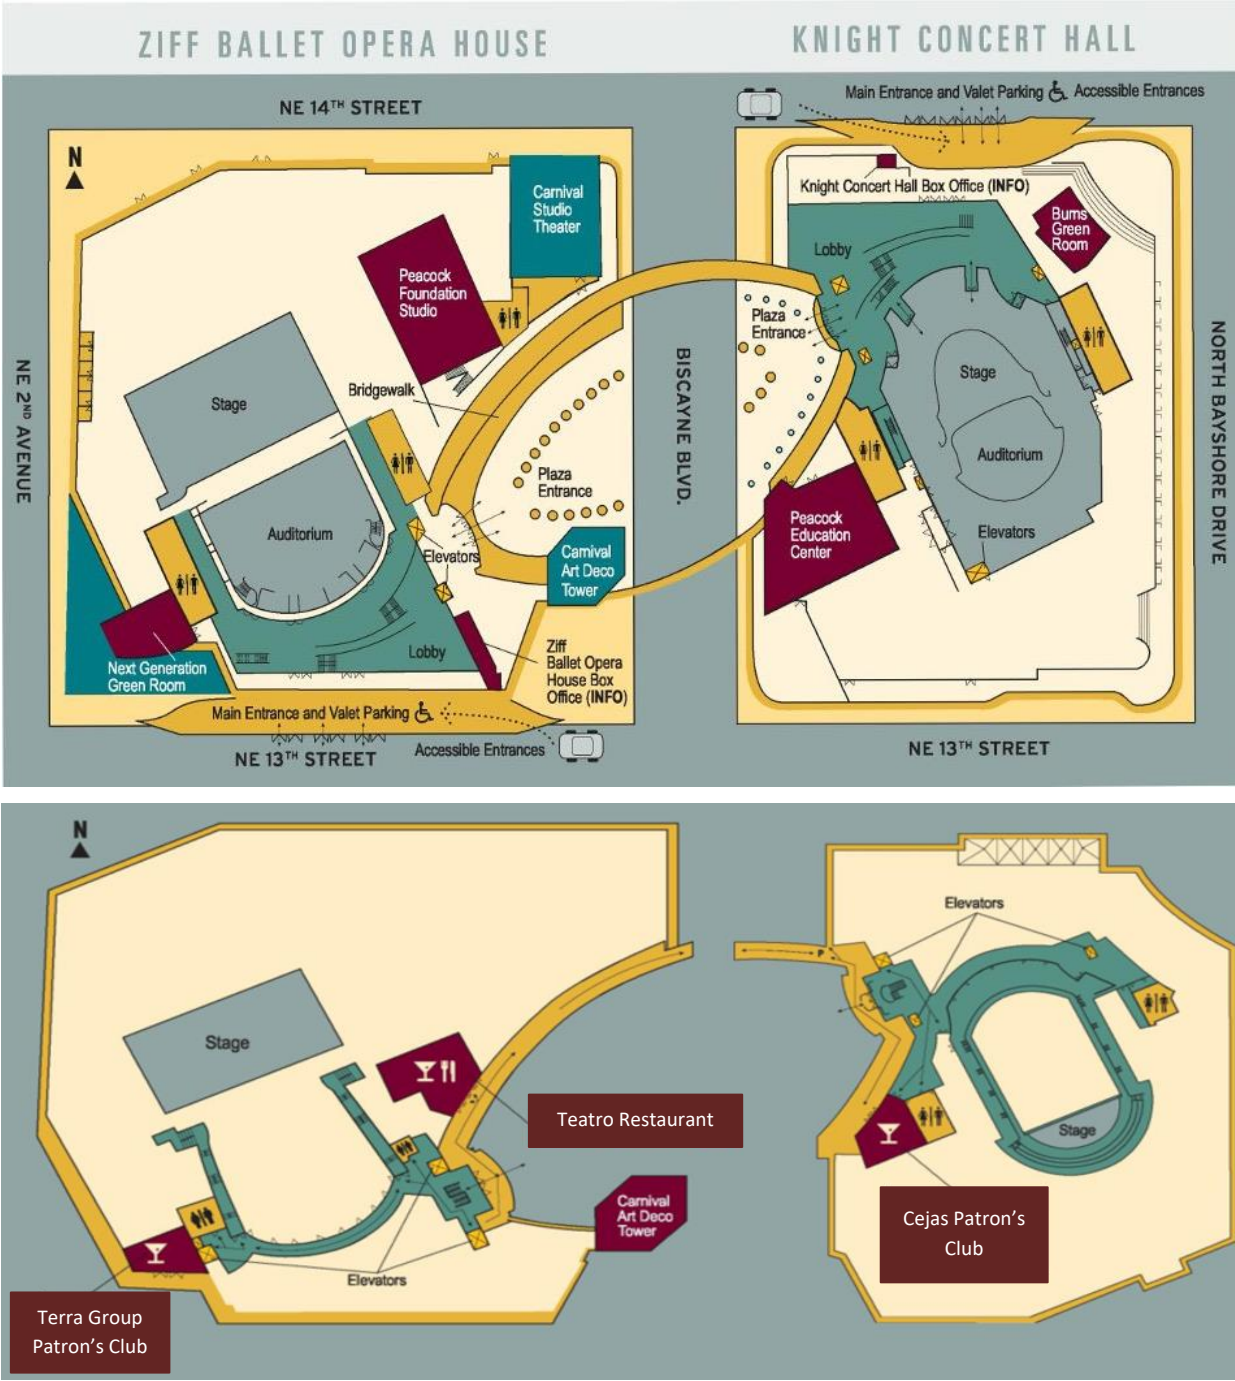 ZIFF BALLET OPERA HOUSE
KNIGHT CONCERT HALL
NE 14TH STREET
Main Entrance and Valet Parking
Accessible Entrances
N
Carnival
Studio
Theater
Knight Concert Hall Box Office (INFO)
Burns
Green
Room
Lobby
Peacock
Foundation
Studio
Plaza
Entrance
NE 2ND AVENUE
Stage
Bridgewalk
BISCAYNE BLVD.
Stage
NORTH BAYSHORE DRIVE
Auditorium
Plaza
Entrance
Auditorium
Elevators
Carnival
Art Deco
Tower
Peacock
Education
Center
Elevators
Next Generation
Green Room
Lobby
Ziff
Ballet Opera
House Box
Office (INFO)
Main Entrance and Valet Parking
Accessible Entrances
NE 13TH STREET
NE 13TH STREET
N
Elevators
P
Stage
Teatro Restaurant
Stage
Carnival
Art Deco
Tower
Cejas Patron’s
Club
Elevators
Terra Group
Patron’s Club